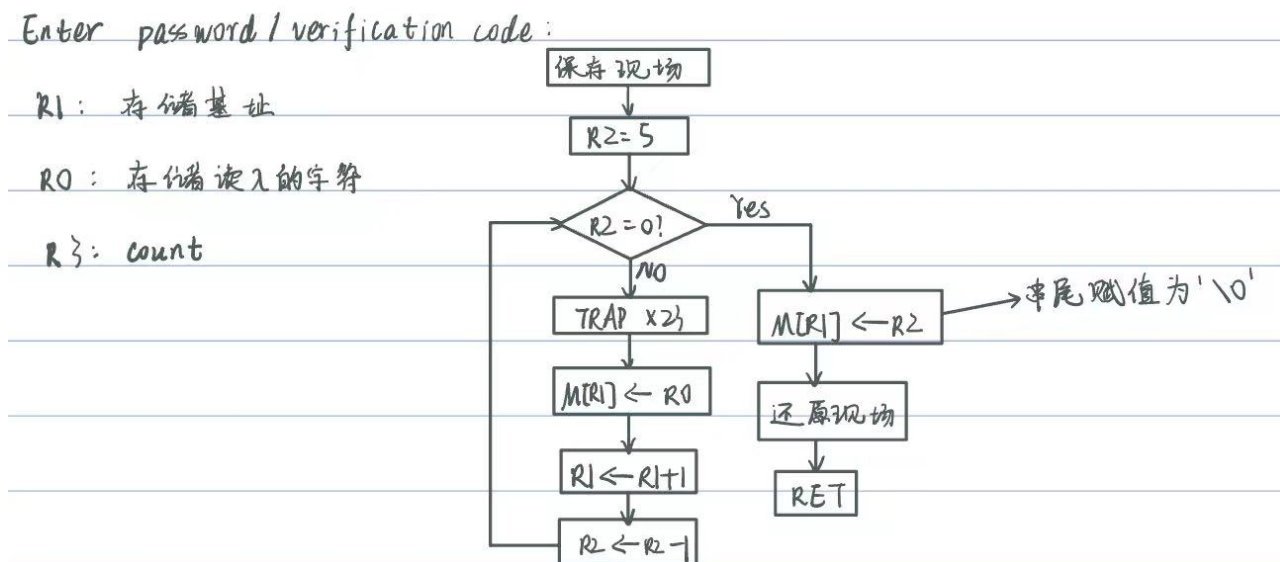 Enter password / verification code :
保存现场
R1 : 存储基址
R2 = 5
R0 : 存储读入的字符
R2 = 0?
Yes
R3 : count
NO
TRAP x23
M[R1] ← R2
串尾赋值为'\0'
M[R1] ← R0
还原现场
R1 ← R1+1
RET
R2 ← R2-1